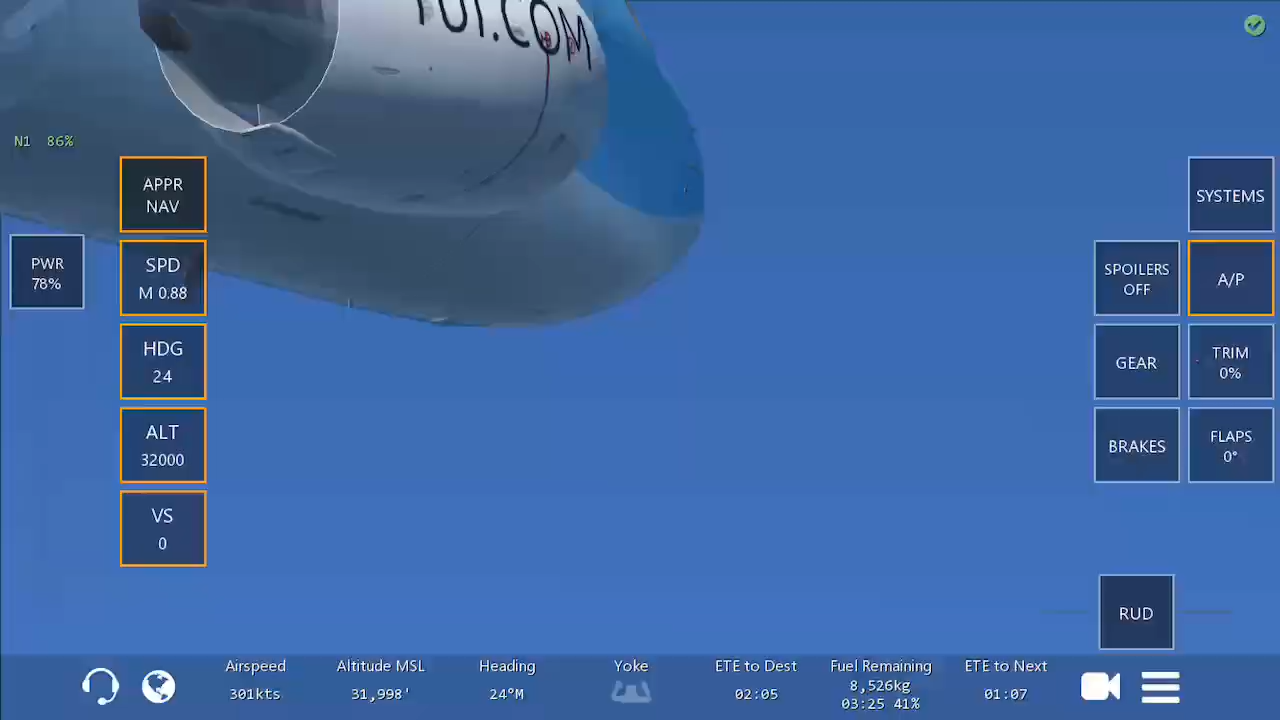 TUI.COM
N1 86%
APPR
NAV
SYSTEMS
PWR
78%
SPD
M 0.88
SPOILERS
OFF
A/P
HDG
24
GEAR
TRIM
0%
ALT
32000
BRAKES
FLAPS
0°
VS
0
RUD
Airspeed
301kts
Altitude MSL
31,998'
Heading
24°M
Yoke
ETE to Dest
02:05
Fuel Remaining
8,526kg
03:25 41%
ETE to Next
01:07